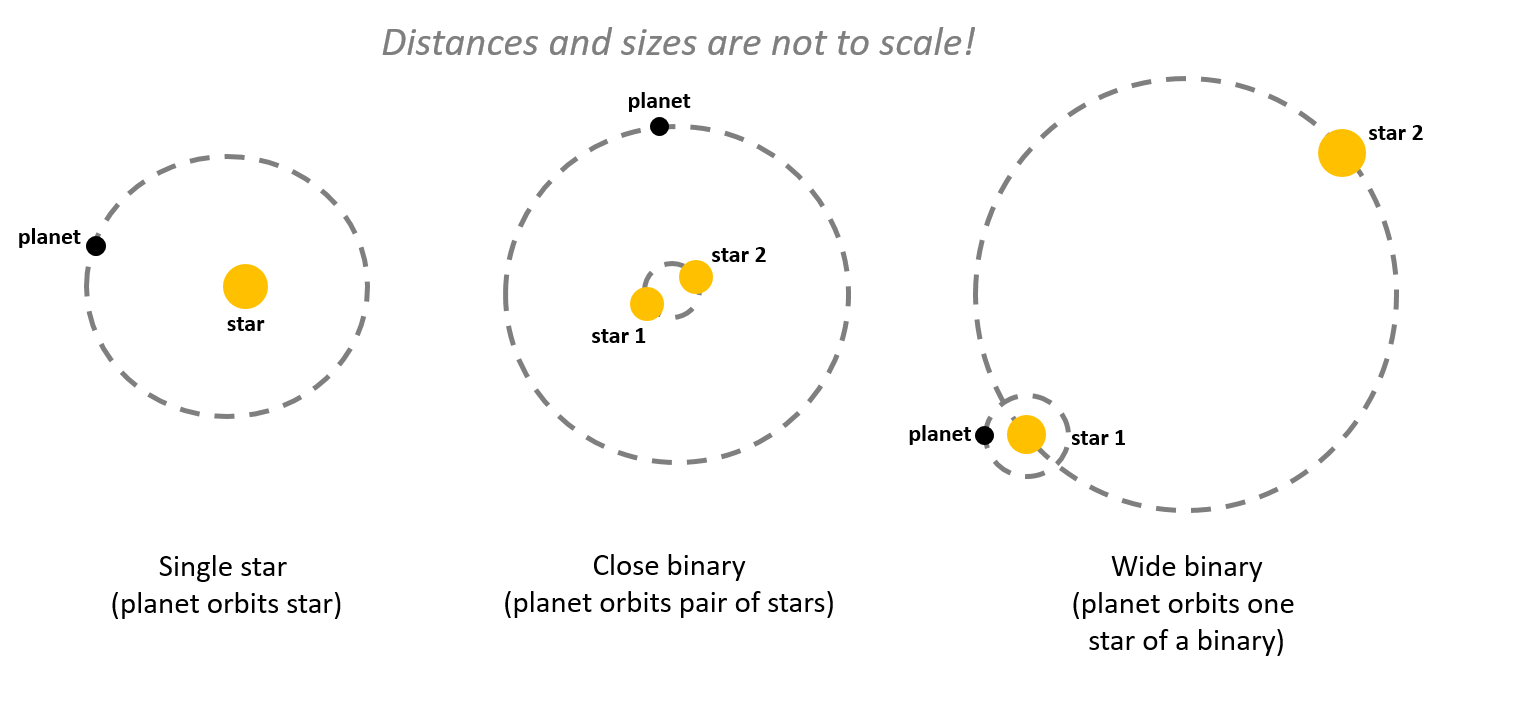 Distances and sizes are not to scale!
planet
star
Single star
(planet orbits star)
planet
star 2
star 1
Close binary
(planet orbits pair of stars)
star 2
planet
star 1
Wide binary
(planet orbits one
star of a binary)